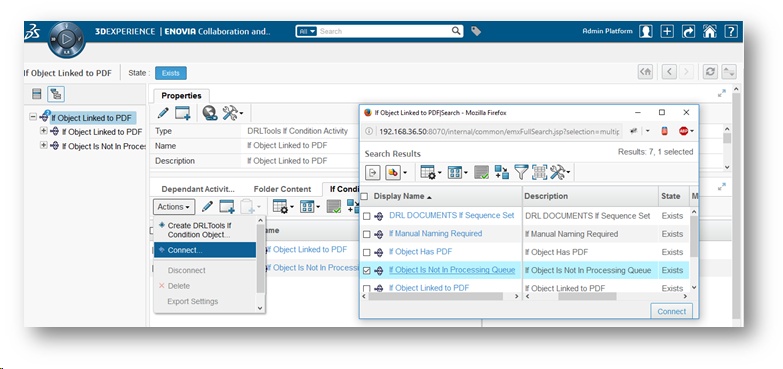 3DEXPERIENCE | ENOVIA Collaboration and..
All
Search
Admin Platform
If Object Linked to PDF
State :
Exists
If Object Linked to PDF
If Object Linked to PDF
If Object Is Not In Proces
Properties
Type DRLTools If Condition Activity
Name If Object Linked to PDF
Description If Object Linked to PDF
Dependant Activit... Folder Content If Condi
Actions
Create DRLTools If
Condition Object...
Connect...
Disconnect
Delete
Export Settings
ame
If Object Linked to PDF
If Object Is Not In Process
If Object Linked to PDF|Search - Mozilla Firefox
192.168.36.50:8070/internal/common/emxFullSearch.jsp?selection=multip
ABP
Search Results
Results: 7, 1 selected
Display Name Description State M
DRL DOCUMENTS If Sequence Set DRL DOCUMENTS If Sequence Set Exists
If Manual Naming Required If Manual Naming Required Exists
If Object Has PDF If Object Has PDF Exists
If Object Is Not In Processing Queue If Object Is Not In Processing Queue Exists
If Object Linked to PDF If Object Linked to PDF Exists
Connect